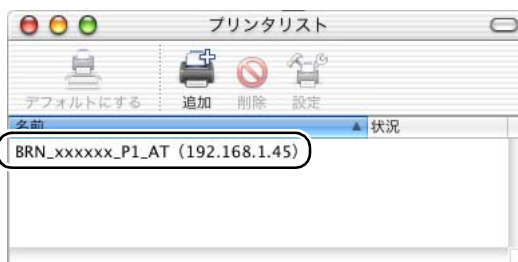 プリンタリスト
デフォルトにする 追加 削除 設定
名前 状況
BRN_xxxxxx_P1_AT (192.168.1.45)